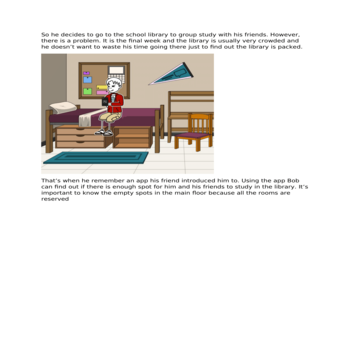 So he decides to go to the school library to group study with his friends. However,
there is a problem. It is the final week and the library is usually very crowded and
he doesn't want to waste his time going there just to find out the library is packed.
That's when he remember an app his friend introduced him to. Using the app Bob
can find out if there is enough spot for him and his friends to study in the library. It's
important to know the empty spots in the main floor because all the rooms are
reserved